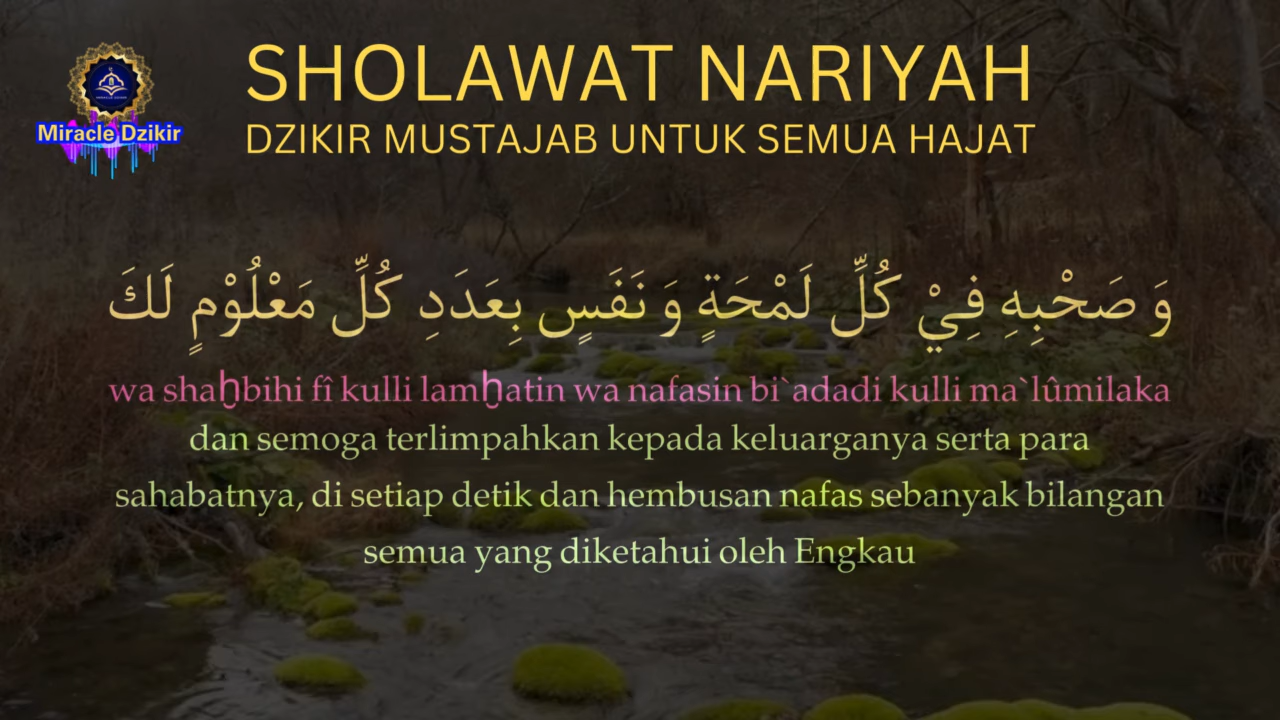 SHOLAWAT NARIYAH
DZIKIR MUSTAJAB UNTUK SEMUA HAJAT
Miracle Dzikir
وَ صَحْبِهِ فِيْ كُلِّ لَمْحَةٍ وَ نَفَسٍ بِعَدَدِ كُلِّ مَعْلُوْمٍ لَكَ
wa shaḫbihi fî kulli lamḫatin wa nafasin bi`adadi kulli ma`lûmilaka
dan semoga terlimpahkan kepada keluarganya serta para
sahabatnya, di setiap detik dan hembusan nafas sebanyak bilangan
semua yang diketahui oleh Engkau